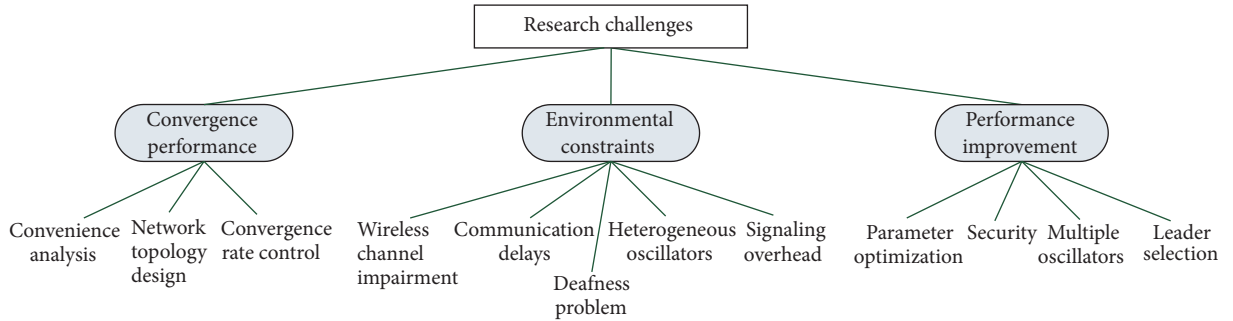 Research challenges
Convergence
performance
Environmental
constraints
Performance
improvement
Convenience
analysis
Network
topology
design
Convergence
rate control
Wireless
channel
impairment
Communication
delays
Deafness
problem
Heterogeneous
oscillators
Signaling
overhead
Parameter
optimization
Security
Multiple
oscillators
Leader
selection